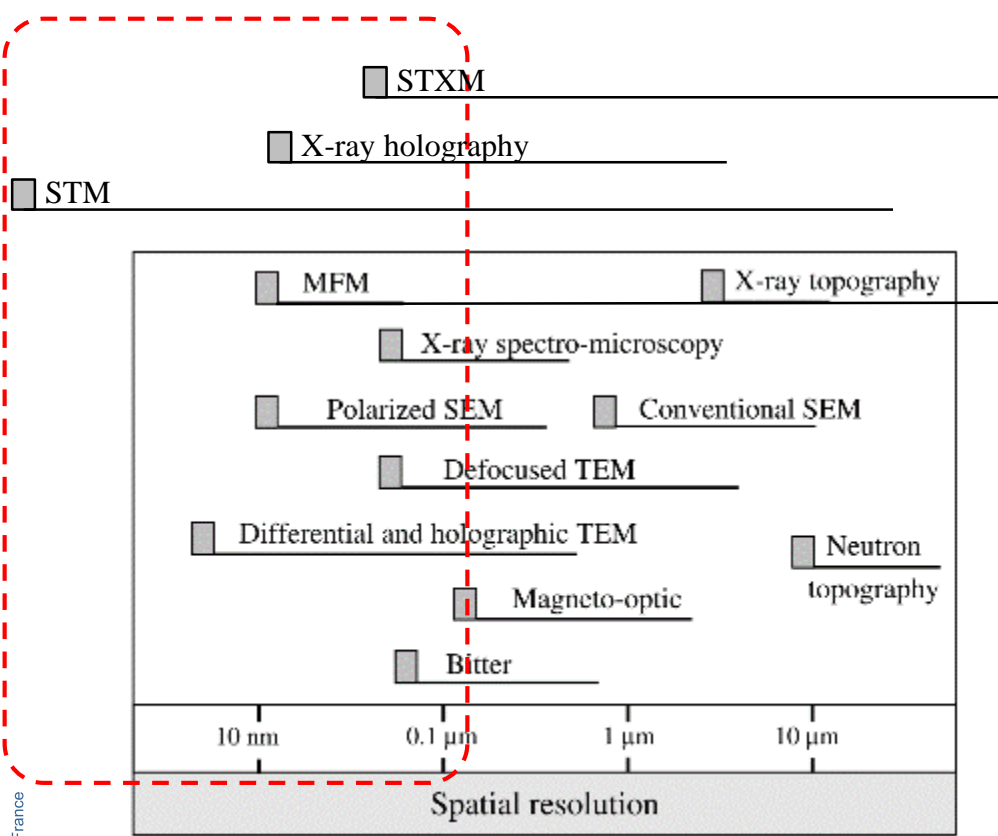 STXM
X-ray holography
STM
MFM
X-ray topography
X-ray spectro-microscopy
Polarized SEM
Conventional SEM
Defocused TEM
Differential and holographic TEM
Neutron
topography
Magneto-optic
Bitter
10 nm
0.1 µm
1 µm
10 µm
Spatial resolution
France